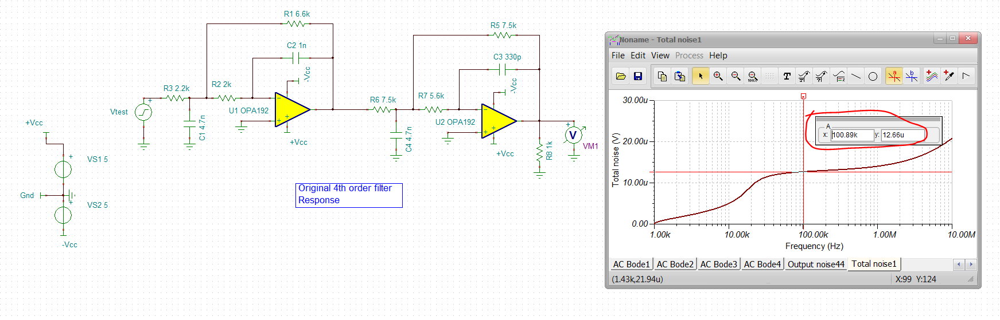 R1 6.6k
C2 1n
-Vcc
R3 2.2k
R2 2k
U1 OPA192
Vtest
C1 4.7n
+Vcc
R5 7.5k
C3 330p
-Vcc
R6 7.5k
R7 5.6k
U2 OPA192
C4 4.7n
+Vcc
R8 1k
V
VM1
+Vcc
VS1 5
Gnd
VS2 5
-Vcc
Original 4th order filter
Response
Noname - Total noise1
File Edit View Process Help
100%
T
a
b
a
30.00u
20.00u
10.00u
0.00
Total noise (V)
A
x: 100.89k y: 12.66u
1.00k 10.00k 100.00k 1.00M 10.00M
Frequency (Hz)
AC Bode1 AC Bode2 AC Bode3 AC Bode4 Output noise44 Total noise1
(1.43k,21.94u) X:99 Y:124